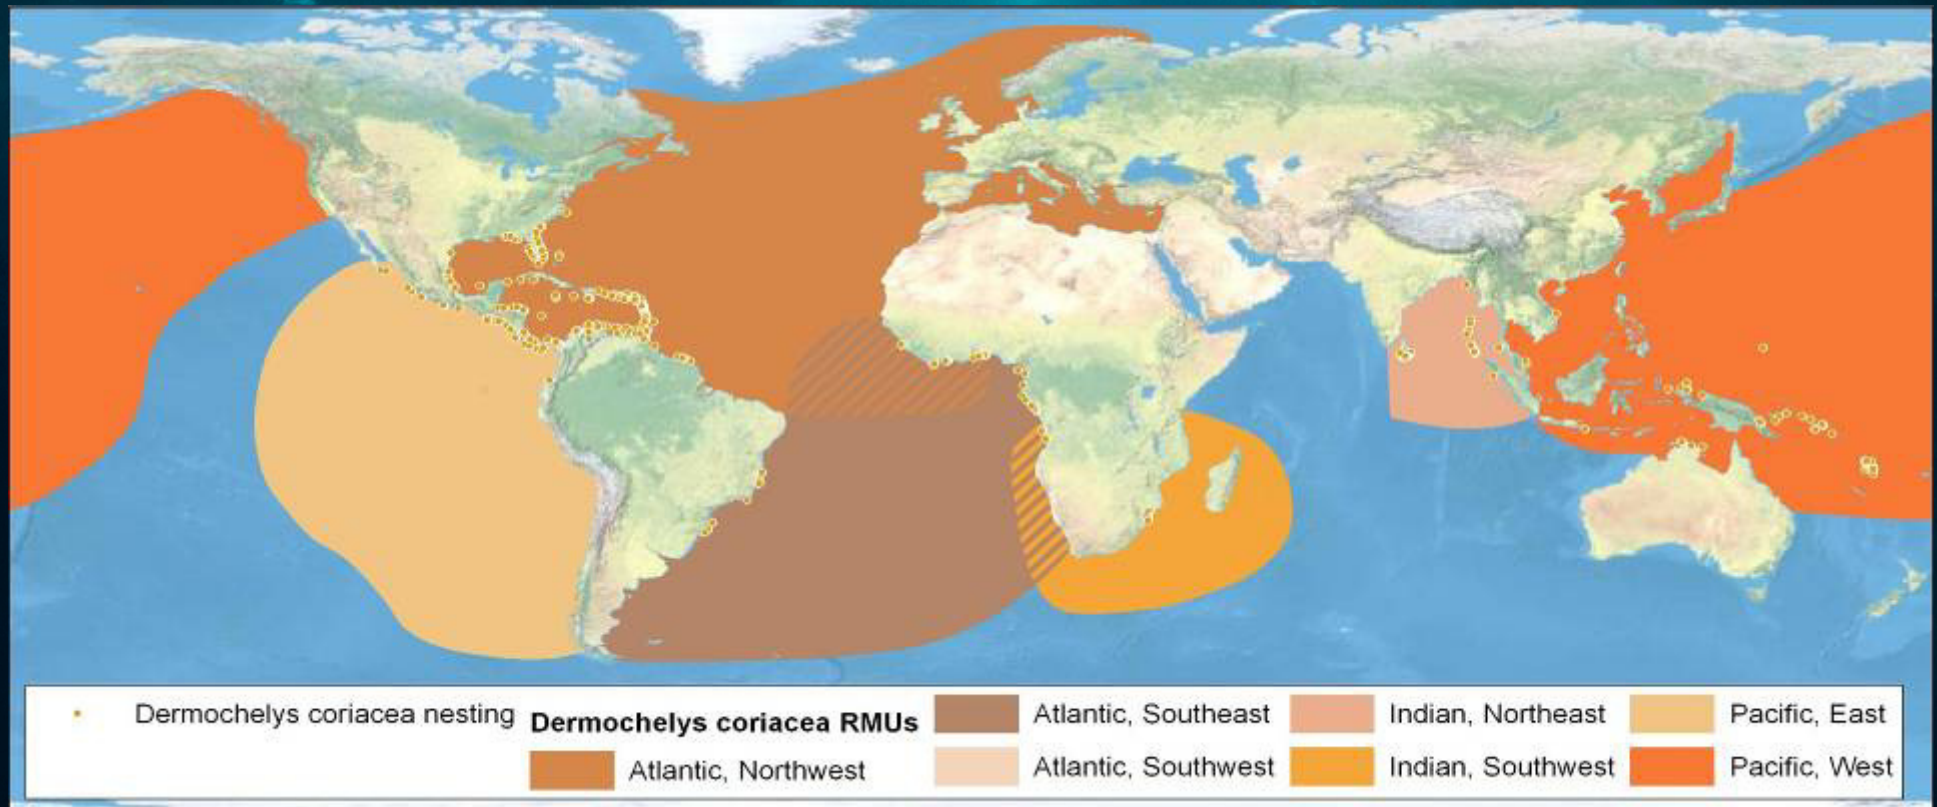 Dermochelys coriacea nesting
Dermochelys coriacea RMUs
Atlantic, Northwest
Atlantic, Southeast
Atlantic, Southwest
Indian, Northeast
Indian, Southwest
Pacific, East
Pacific, West